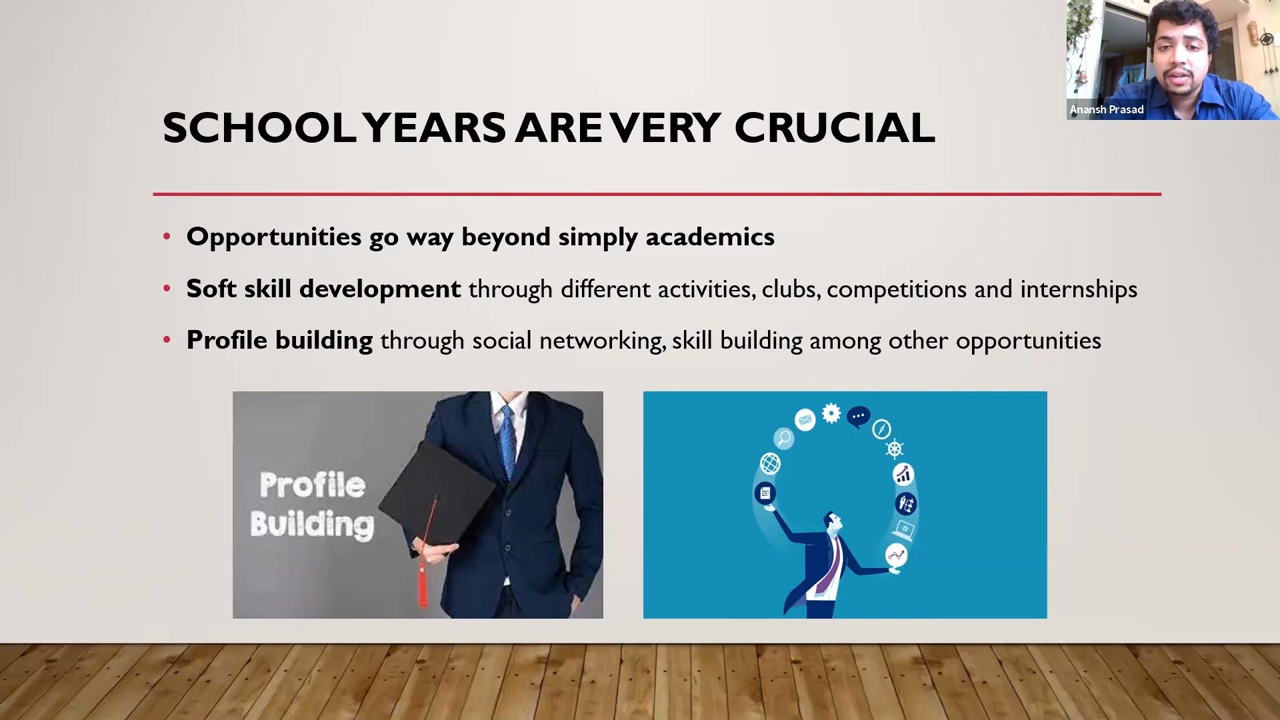 SCHOOL YEARS ARE VERY CRUCIAL
Anansh Prasad
• Opportunities go way beyond simply academics
• Soft skill development through different activities, clubs, competitions and internships
• Profile building through social networking, skill building among other opportunities
Profile
Building